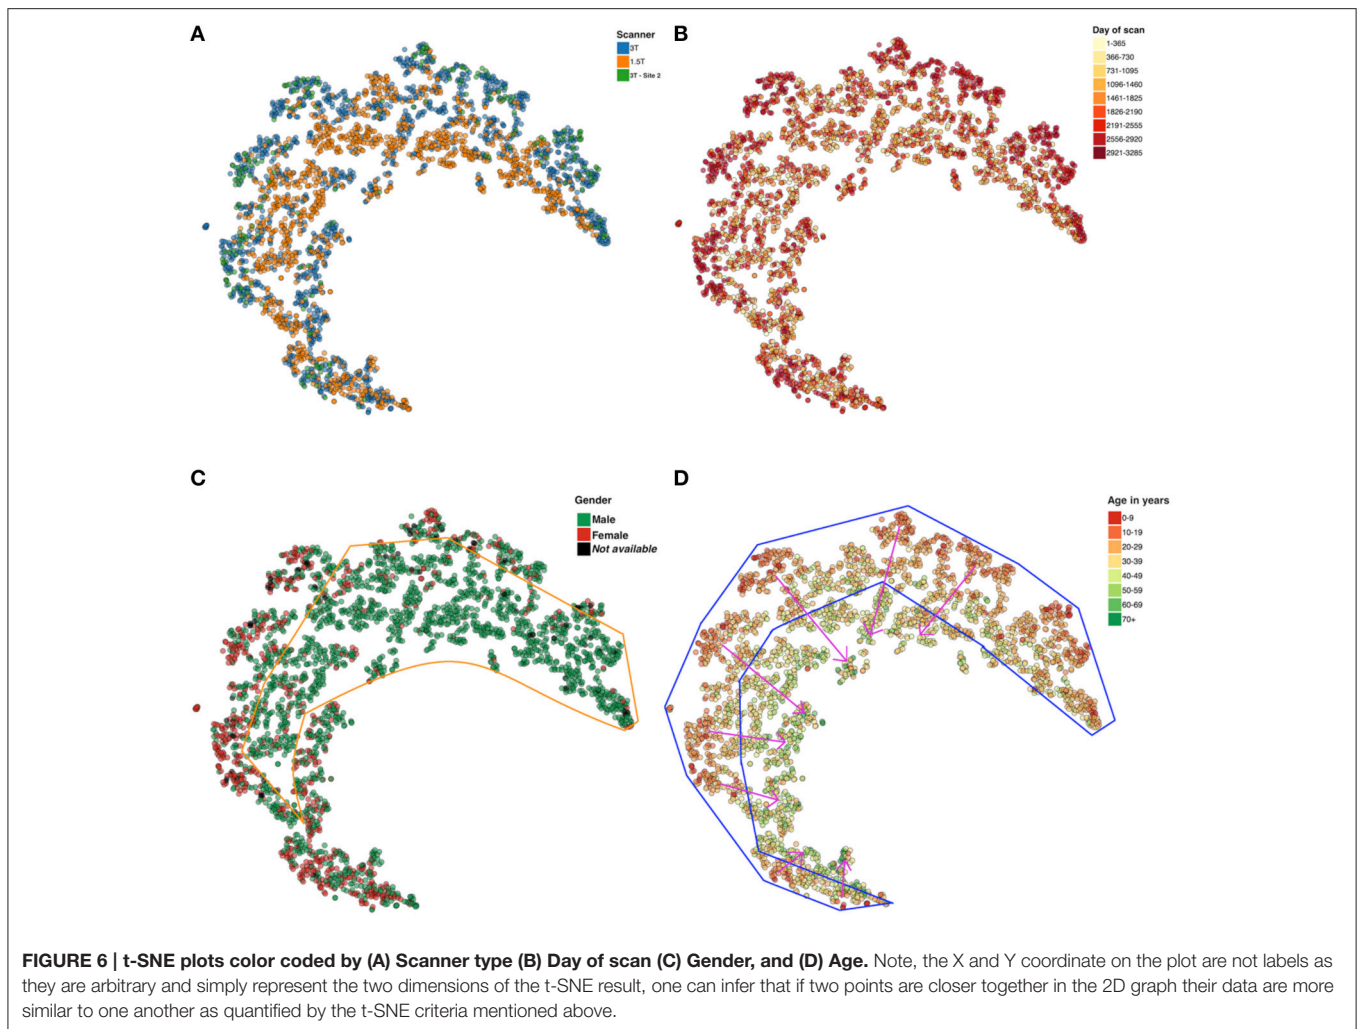 A
Scanner
3T
1.5T
3T - Site 2
B
Day of scan
1-365
366-730
731-1095
1096-1460
1461-1825
1826-2190
2191-2555
2556-2920
2921-3285
C
Gender
Male
Female
Not available
D
Age in years
0-9
10-19
20-29
30-39
40-49
50-59
60-69
70+
FIGURE 6 | t-SNE plots color coded by (A) Scanner type (B) Day of scan (C) Gender, and (D) Age. Note, the X and Y coordinate on the plot are not labels as
they are arbitrary and simply represent the two dimensions of the t-SNE result, one can infer that if two points are closer together in the 2D graph their data are more
similar to one another as quantified by the t-SNE criteria mentioned above.